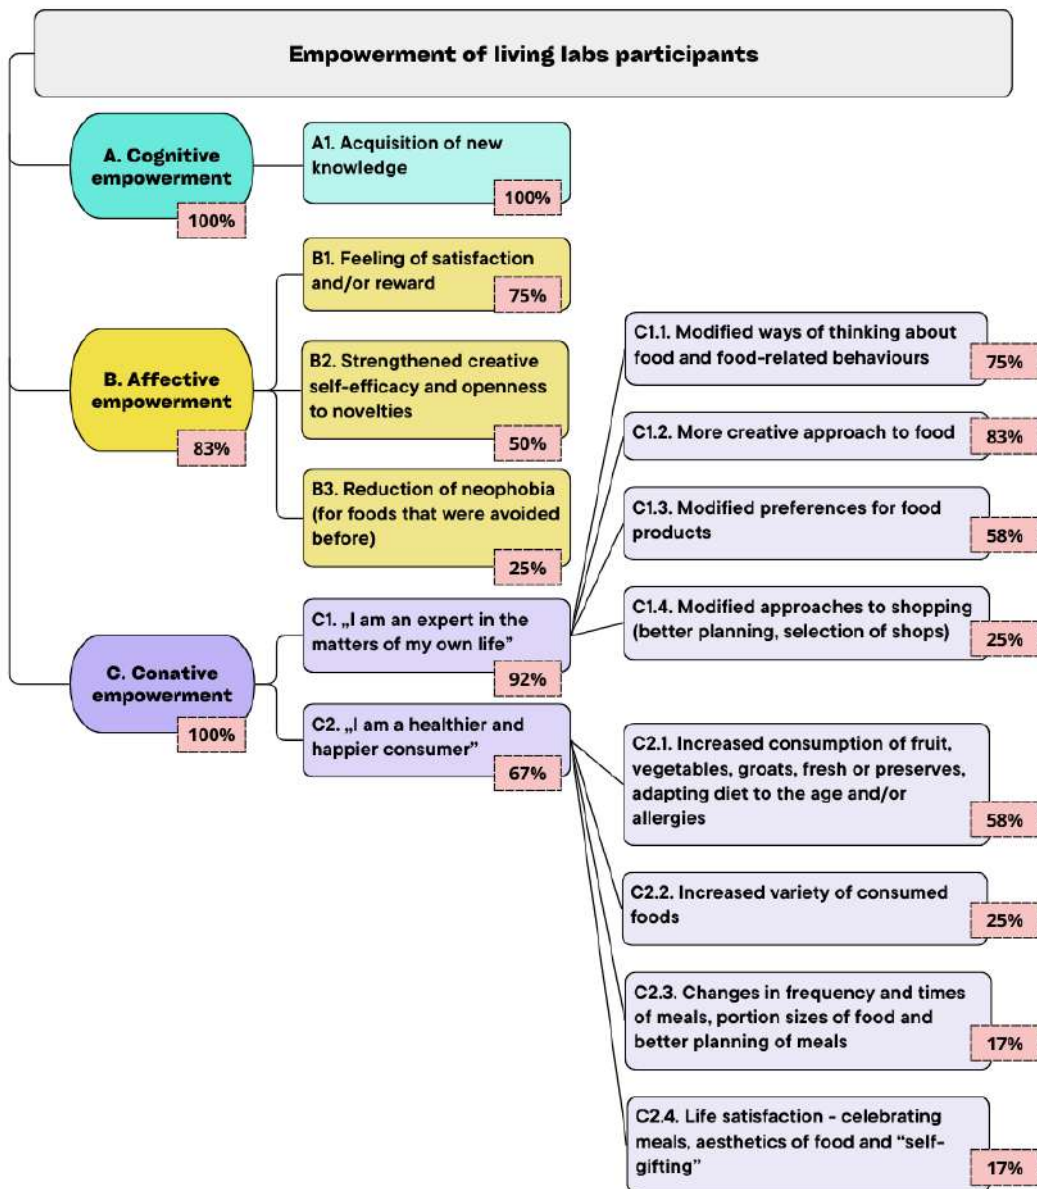 Empowerment of living labs participants
A. Cognitive
empowerment
100%
A1. Acquisition of new
knowledge
100%
B. Affective
empowerment
83%
B1. Feeling of satisfaction
and/or reward
75%
B2. Strengthened creative
self-efficacy and openness
to novelties
50%
B3. Reduction of neophobia
(for foods that were avoided
before)
25%
C. Conative
empowerment
100%
C1. „I am an expert in the
matters of my own life”
92%
C1.1. Modified ways of thinking about
food and food-related behaviours
75%
C1.2. More creative approach to food
83%
C1.3. Modified preferences for food
products
58%
C1.4. Modified approaches to shopping
(better planning, selection of shops)
25%
C2. „I am a healthier and
happier consumer”
67%
C2.1. Increased consumption of fruit,
vegetables, groats, fresh or preserves,
adapting diet to the age and/or
allergies
58%
C2.2. Increased variety of consumed
foods
25%
C2.3. Changes in frequency and times
of meals, portion sizes of food and
better planning of meals
17%
C2.4. Life satisfaction - celebrating
meals, aesthetics of food and “self-
gifting”
17%